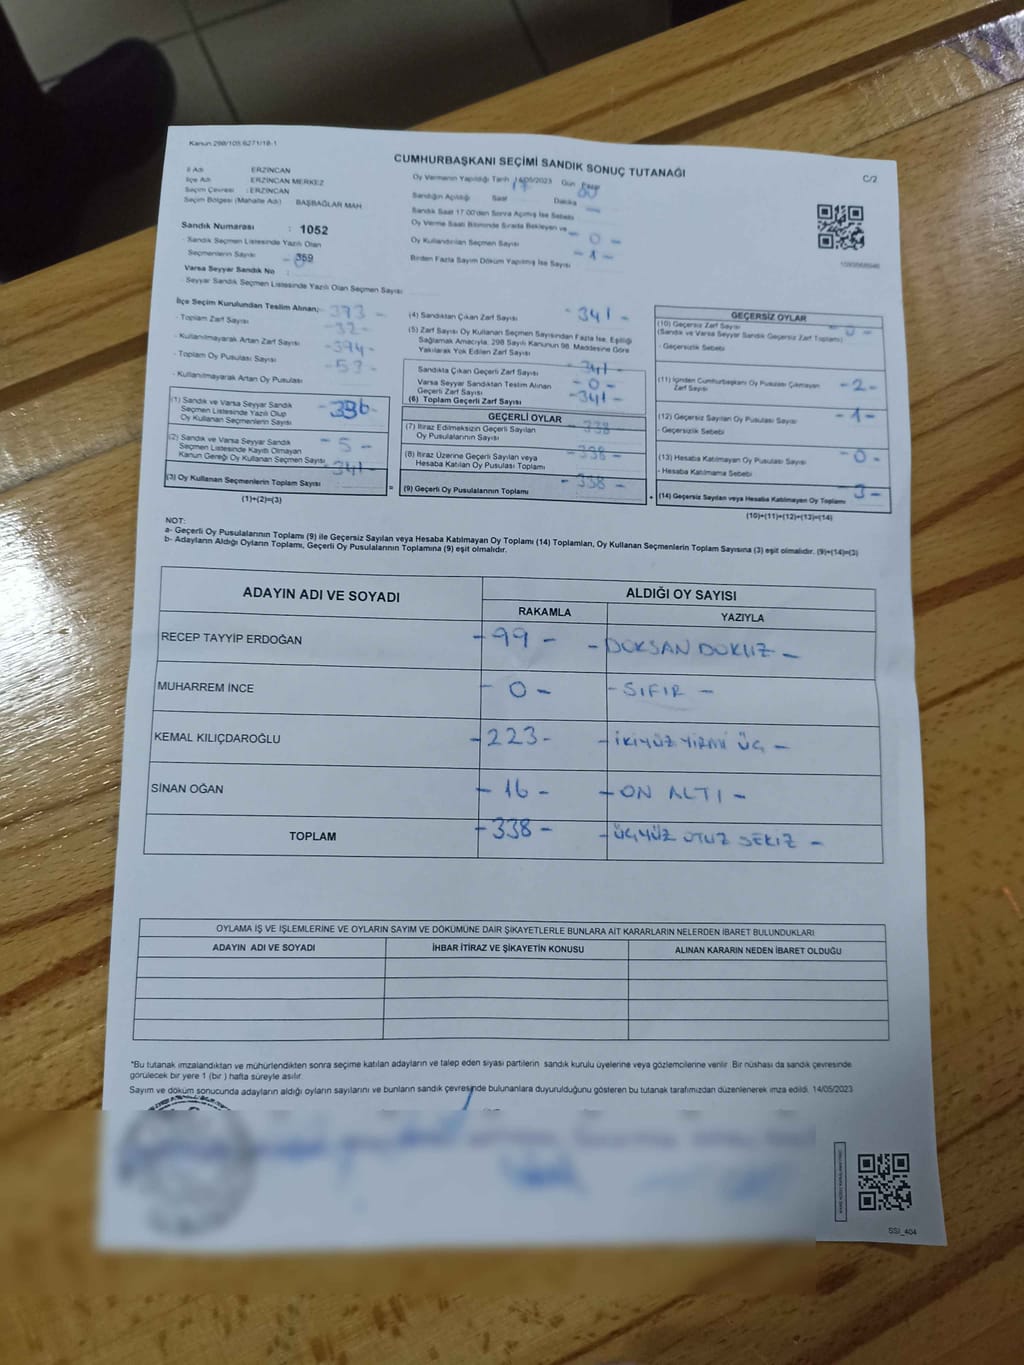 Kanun 298/105,6271/18-1
CUMHURBAŞKANI SEÇİMİ SANDIK SONUÇ TUTANAĞI
C/2
İl Adı ERZİNCAN
İlçe Adı ERZİNCAN MERKEZ
Seçim Çevresi : ERZİNCAN
Seçim Bölgesi (Mahalle Adı) BAŞBAĞLAR MAH
Sandık Numarası : 1052
- Sandık Seçmen Listesinde Yazılı Olan
Seçmenlerin Sayısı 359
Varsa Seyyar Sandık No :
- Seyyar Sandık Seçmen Listesinde Yazılı Olan Seçmen Sayısı
Oy Vermenin Yapıldığı Tarih 14/05/2023 Gün Pazar
Sandığın Açıldığı Saat 17 Dakika 00
Sandık Saat 17.00'den Sonra Açılmış İse Sebebi
Oy Verme Saati Bitiminde Sırada Bekleyen ve
Oy Kullandırılan Seçmen Sayısı - 0 -
Birden Fazla Sayım Döküm Yapılmış İse Sayısı - 1 -
İlçe Seçim Kurulundan Teslim Alınan;
- Toplam Zarf Sayısı 373 -
- Kullanılmayarak Artan Zarf Sayısı -32-
- Toplam Oy Pusulası Sayısı -394-
- Kullanılmayarak Artan Oy Pusulası -53-
(1) Sandık ve Varsa Seyyar Sandık
Seçmen Listesinde Yazılı Olup
Oy Kullanan Seçmenlerin Sayısı - 336-
(2) Sandık ve Varsa Seyyar Sandık
Seçmen Listesinde Kayıtlı Olmayan
Kanun Gereği Oy Kullanan Seçmen Sayısı - 5 -
(3) Oy Kullanan Seçmenlerin Toplam Sayısı - 341 -
(1)+(2)=(3)
(4) Sandıktan Çıkan Zarf Sayısı - 341 -
(5) Zarf Sayısı Oy Kullanan Seçmen Sayısından Fazla İse, Eşitliği
Sağlamak Amacıyla, 298 Sayılı Kanunun 98. Maddesine Göre
Yakılarak Yok Edilen Zarf Sayısı
Sandıkta Çıkan Geçerli Zarf Sayısı - 341 -
Varsa Seyyar Sandıktan Teslim Alınan
Geçerli Zarf Sayısı - 0 -
(6) Toplam Geçerli Zarf Sayısı -341 -
GEÇERLİ OYLAR
(7) İtiraz Edilmeksizin Geçerli Sayılan
Oy Pusulalarının Sayısı - 338 -
(8) İtiraz Üzerine Geçerli Sayılan veya
Hesaba Katılan Oy Pusulası Toplamı - 338 -
= (9) Geçerli Oy Pusulalarının Toplamı - 338 -
GEÇERSİZ OYLAR
(10) Geçersiz Zarf Sayısı - 0 -
(Sandık ve Varsa Seyyar Sandık Geçersiz Zarf Toplamı)
- Geçersizlik Sebebi
(11) İçinden Cumhurbaşkanı Oy Pusulası Çıkmayan
Zarf Sayısı - 2 -
(12) Geçersiz Sayılan Oy Pusulası Sayısı - 1 -
- Geçersizlik Sebebi
(13) Hesaba Katılmayan Oy Pusulası Sayısı - 0 -
- Hesaba Katılmama Sebebi
+ (14) Geçersiz Sayılan veya Hesaba Katılmayan Oy Toplamı - 3 -
(10)+(11)+(12)+(13)=(14)
NOT:
a- Geçerli Oy Pusulaları Toplamı (9) ile Geçersiz Sayılan veya Hesaba Katılmayan Oy Toplamı (14) Toplamları, Oy Kullanan Seçmenlerin Toplam Sayısına (3) eşit olmalıdır. (9)+(14)=(3)
b- Adayların Aldığı Oyların Toplamı, Geçerli Oy Pusulalarının Toplamına (9) eşit olmalıdır.
ADAYIN ADI VE SOYADI ALDIĞI OY SAYISI
RAKAMLA YAZIYLA
RECEP TAYYİP ERDOĞAN - 99 - - DOKSAN DOKUZ -
MUHARREM İNCE - 0 - - SIFIR -
KEMAL KILIÇDAROĞLU - 223 - - İKİYÜZ YİRMİ ÜÇ -
SİNAN OĞAN - 16 - - ON ALTI -
TOPLAM - 338 - - ÜÇYÜZ OTUZ SEKİZ -
OYLAMA İŞ VE İŞLEMLERİNE VE OYLARIN SAYIM VE DÖKÜMÜNE DAİR ŞİKAYETLERLE BUNLARA AİT KARARLARIN NELERDEN İBARET BULUNDUKLARI
ADAYIN ADI VE SOYADI İHBAR İTİRAZ VE ŞİKAYETİN KONUSU ALINAN KARARIN NEDEN İBARET OLDUĞU
*Bu tutanak imzalandıktan ve mühürlendikten sonra seçime katılan adayların ve talep eden siyasi partilerin sandık kurulu üyelerine veya gözlemcilerine verilir. Bir nüshası da sandık çevresinde
görülecek bir yere 1 (bir ) hafta süreyle asılır.
Sayım ve döküm sonucunda adayların aldığı oyların sayılarını ve bunların sandık çevresinde bulunanlara duyurulduğunu gösteren bu tutanak tarafımızdan düzenlenerek imza edildi. 14/05/2023
SSI_404